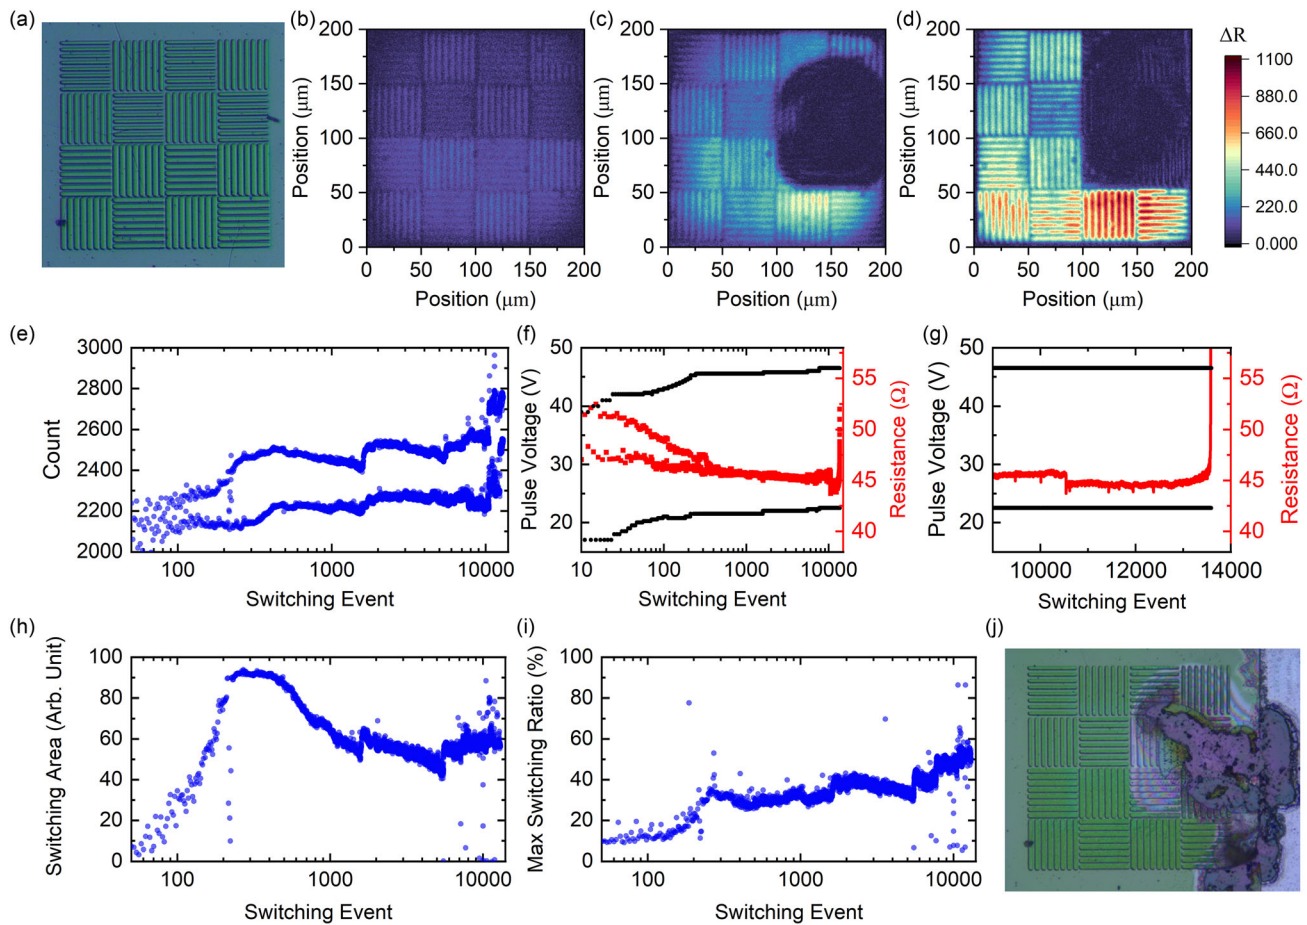 (a)
(b)
(c)
(d)
200
150
100
50
0
Position (µm)
0 50 100 150 200
Position (µm)
200
150
100
50
0
Position (µm)
0 50 100 150 200
Position (µm)
200
150
100
50
0
Position (µm)
0 50 100 150 200
Position (µm)
ΔR
1100
880.0
660.0
440.0
220.0
0.000
(e)
3000
2800
2600
2400
2200
2000
Count
100 1000 10000
Switching Event
(f)
50
40
30
20
Pulse Voltage (V)
55
50
45
40
Resistance (Ω)
10 100 1000 10000
Switching Event
(g)
50
40
30
20
Pulse Voltage (V)
55
50
45
40
Resistance (Ω)
10000 12000 14000
Switching Event
(h)
100
80
60
40
20
0
Switching Area (Arb. Unit)
100 1000 10000
Switching Event
(i)
100
80
60
40
20
0
Max Switching Ratio (%)
100 1000 10000
Switching Event
(j)